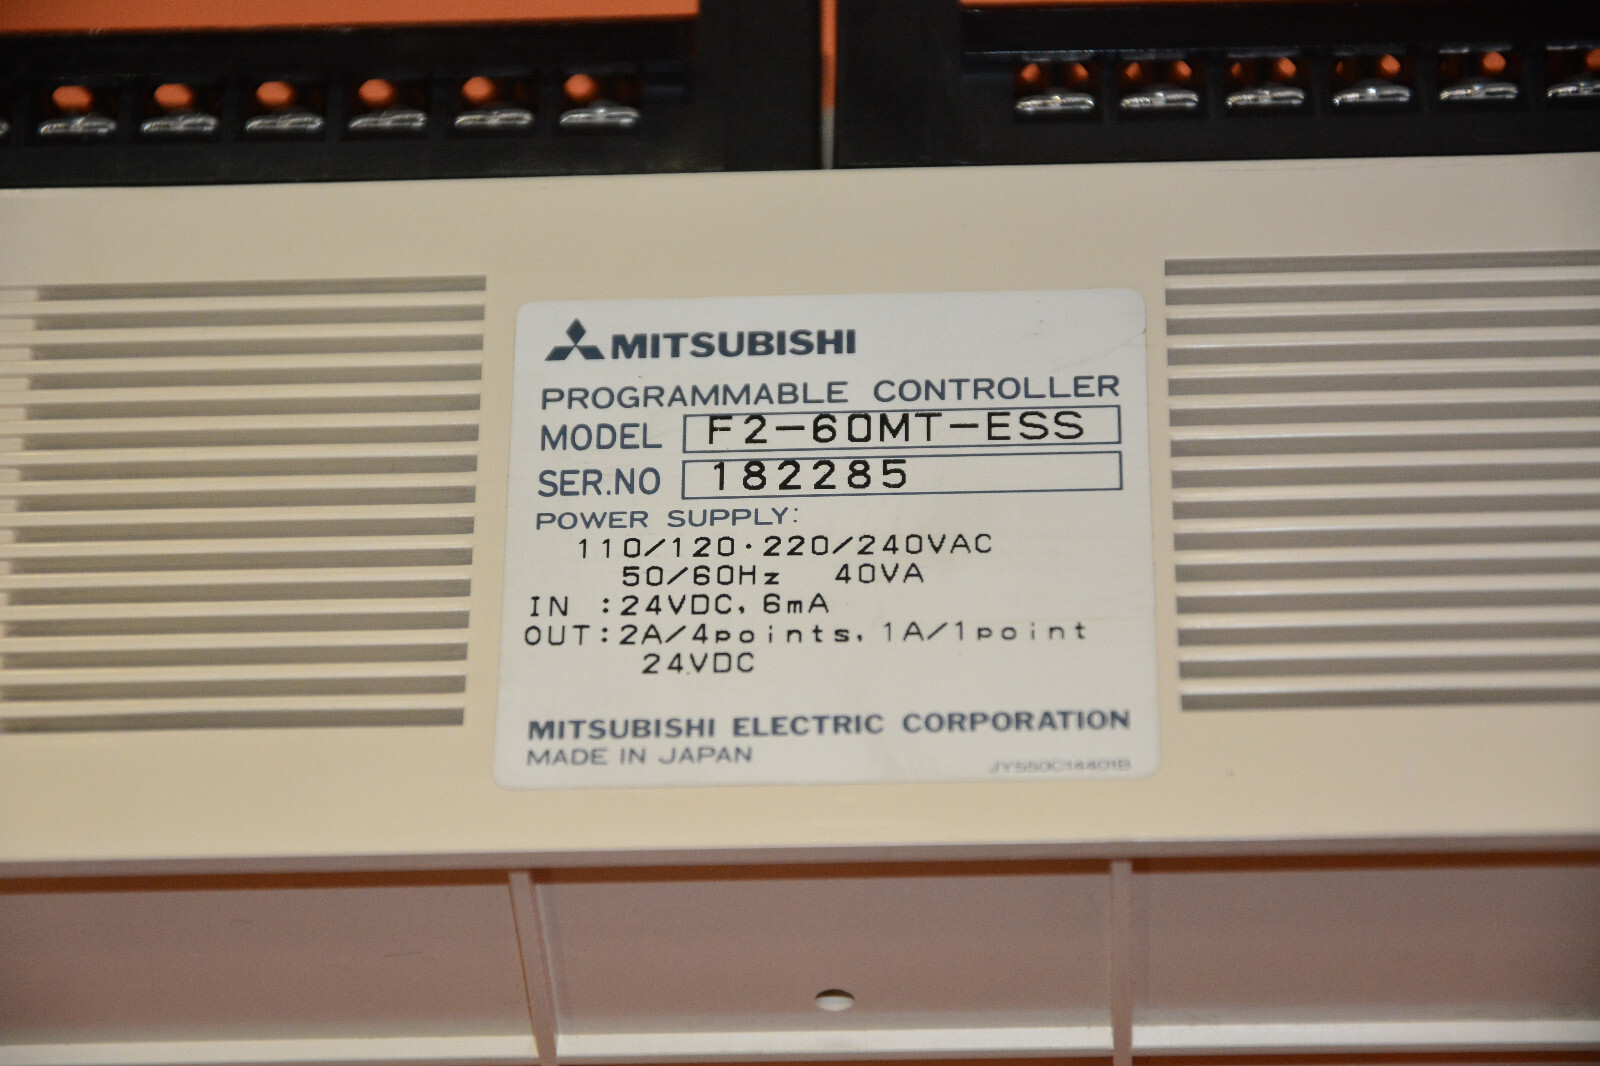 MITSUBISHI
PROGRAMMABLE CONTROLLER
MODEL F2-60MT-ESS
SER.NO 182285
POWER SUPPLY:
110/120·220/240VAC
50/60Hz 40VA
IN :24VDC, 6mA
OUT:2A/4points, 1A/1point
24VDC
MITSUBISHI ELECTRIC CORPORATION
MADE IN JAPAN
JY550C14401B